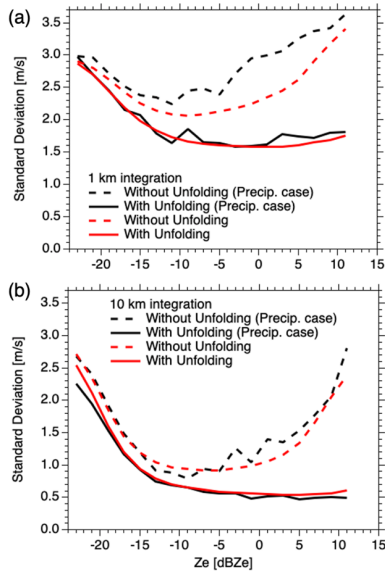 (a)
3.5
3.0
2.5
2.0
1.5
1.0
0.5
0.0
Standard Deviation [m/s]
1 km integration
Without Unfolding (Precip. case)
With Unfolding (Precip. case)
Without Unfolding
With Unfolding
-20 -15 -10 -5 0 5 10 15
(b)
3.5
3.0
2.5
2.0
1.5
1.0
0.5
0.0
Standard Deviation [m/s]
10 km integration
Without Unfolding (Precip. case)
With Unfolding (Precip. case)
Without Unfolding
With Unfolding
-20 -15 -10 -5 0 5 10 15
Ze [dBZe]